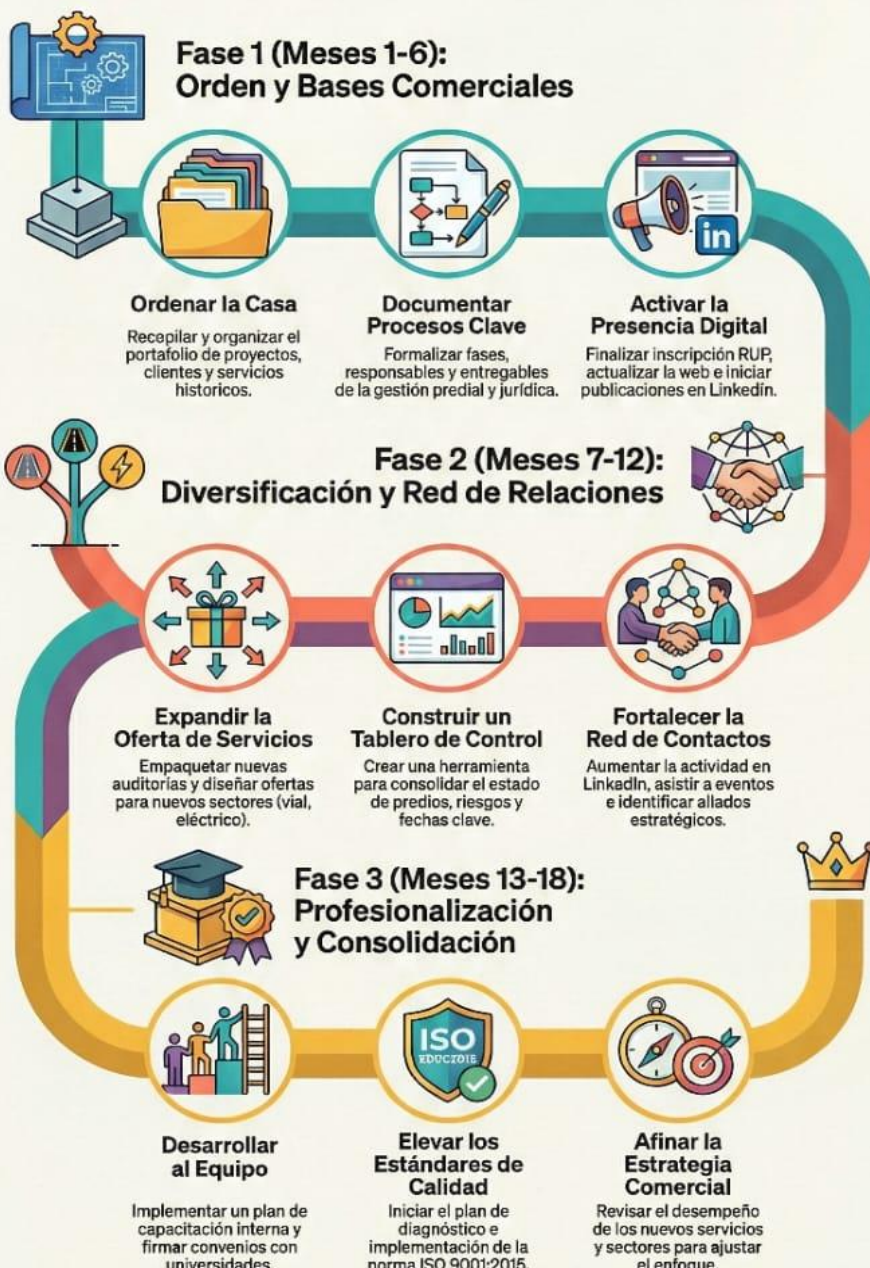 Fase 1 (Meses 1-6):
Orden y Bases Comerciales
in
Ordenar la Casa
Recopilar y organizar el
portafolio de proyectos,
clientes y servicios
historicos.
Documentar
Procesos Clave
Formalizar fases,
responsables y entregables
de la gestión predial y jurídica.
Activar la
Presencia Digital
Finalizar inscripción RUP,
actualizar la web e iniciar
publicaciones en Linkedín.
Fase 2 (Meses 7-12):
Diversificación y Red de Relaciones
Expandir la
Oferta de Servicios
Empaquetar nuevas
auditorías y diseñar ofertas
para nuevos sectores (vial,
eléctrico).
Construir un
Tablero de Control
Crear una herramienta
para consolidar el estado
de predios, riesgos y
fechas clave.
Fortalecer la
Red de Contactos
Aumentar la actividad en
LinkedIn, asistir a eventos
e identificar aliados
estratégicos.
Fase 3 (Meses 13-18):
Profesionalización
y Consolidación
ISO
Desarrollar
al Equipo
Implementar un plan de
capacitación interna y
firmar convenios con
universidades.
Elevar los
Estándares de
Calidad
Iniciar el plan de
diagnóstico e
implementación de la
norma ISO 9001:2015.
Afinar la
Estrategia
Comercial
Revisar el desempeño
de los nuevos servicios
y sectores para ajustar
el enfoque.